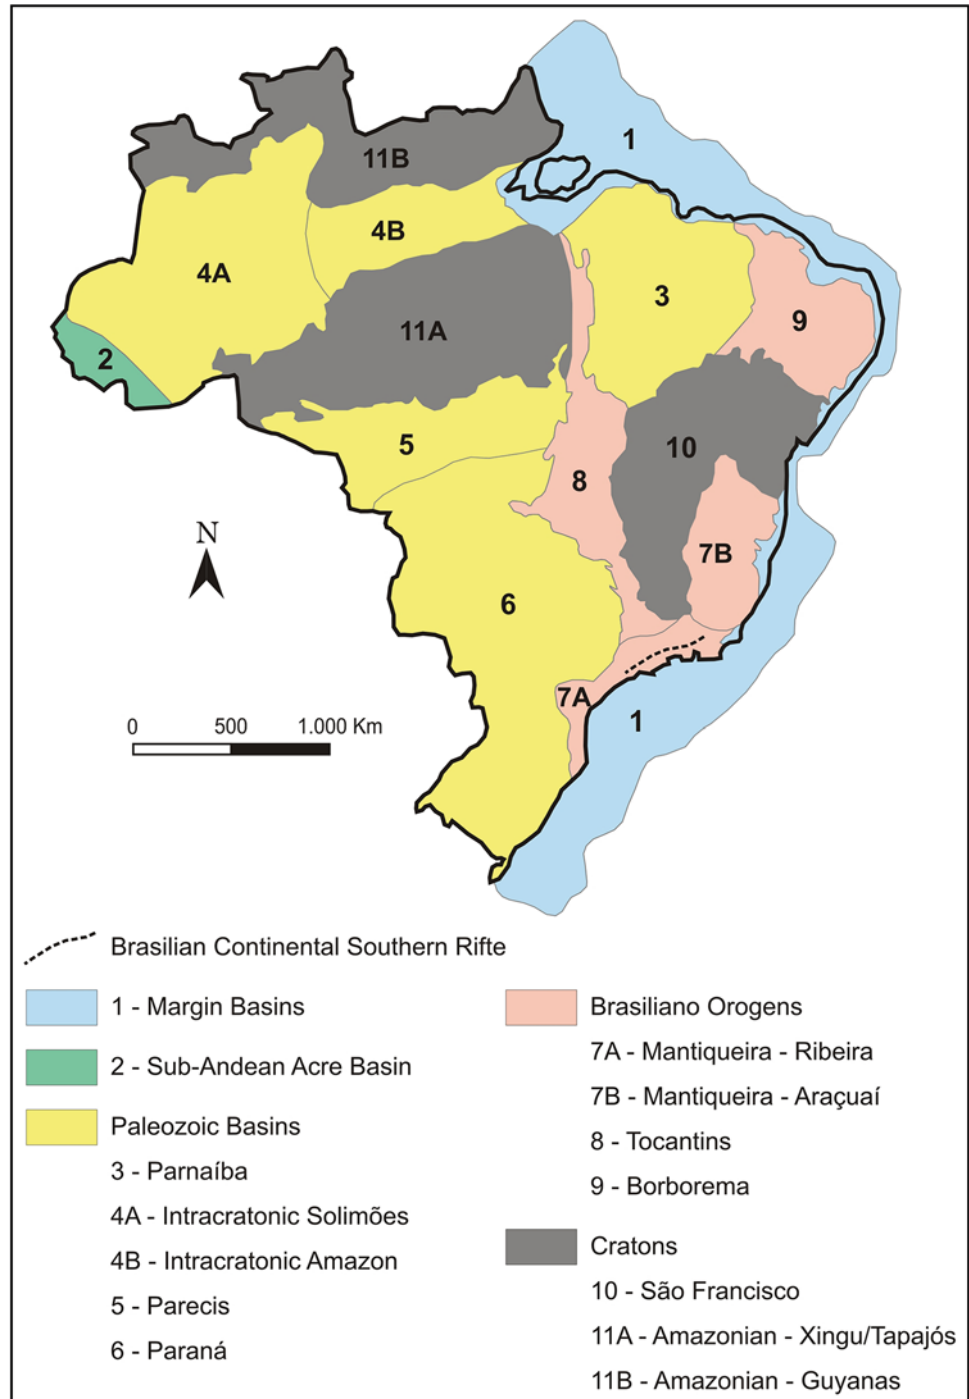 1
11B
4B
4A
3
9
11A
2
5
10
8
N
7B
6
7A
1
0 500 1.000 Km
Brasilian Continental Southern Rifte
1 - Margin Basins
2 - Sub-Andean Acre Basin
Paleozoic Basins
3 - Parnaíba
4A - Intracratonic Solimões
4B - Intracratonic Amazon
5 - Parecis
6 - Paraná
Brasiliano Orogens
7A - Mantiqueira - Ribeira
7B - Mantiqueira - Araçuaí
8 - Tocantins
9 - Borborema
Cratons
10 - São Francisco
11A - Amazonian - Xingu/Tapajós
11B - Amazonian - Guyanas